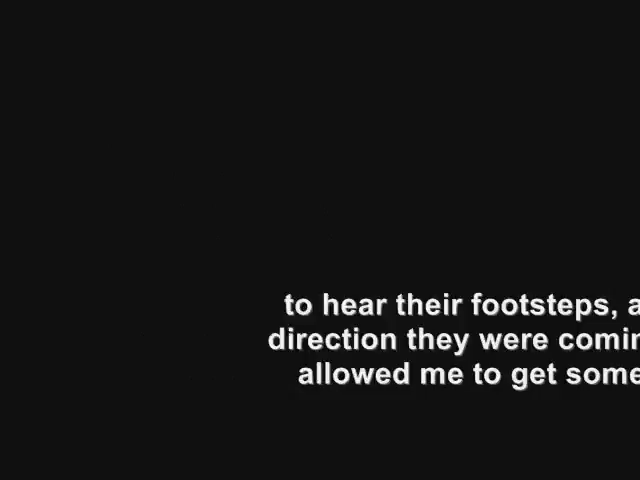 to hear their footsteps, a
direction they were comin
allowed me to get some